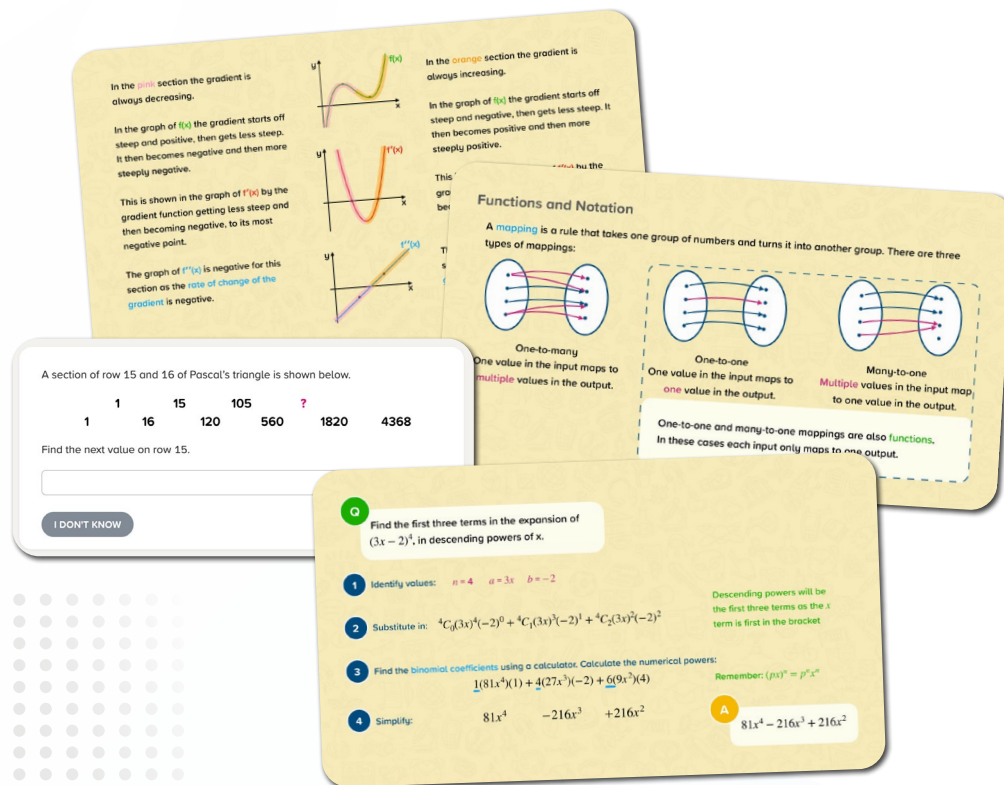 In the pink section the gradient is
always decreasing.
In the graph of f(x) the gradient starts off
steep and positive, then gets less steep.
It then becomes negative and then more
steeply negative.
This is shown in the graph of f'(x) by the
gradient function getting less steep and
then becoming negative, to its most
negative point.
The graph of f''(x) is negative for this
section as the rate of change of the
gradient is negative.
y
f(x)
x
y
f'(x)
x
y
f''(x)
x
In the orange section the gradient is
always increasing.
In the graph of f(x) the gradient starts off
steep and negative, then gets less steep. It
then becomes positive and then more
steeply positive.
This
by the
Functions and Notation
A mapping is a rule that takes one group of numbers and turns it into another group. There are three
types of mappings:
One-to-many
One value in the input maps to
multiple values in the output.
One-to-one
One value in the input maps to
one value in the output.
Many-to-one
Multiple values in the input map
to one value in the output.
One-to-one and many-to-one mappings are also functions.
In these cases each input only maps to one output.
A section of row 15 and 16 of Pascal's triangle is shown below.
1 15 105 ?
1 16 120 560 1820 4368
Find the next value on row 15.
I DON'T KNOW
Q
Find the first three terms in the expansion of
(3x − 2)⁴, in descending powers of x.
1 Identify values: n = 4 a = 3x b = −2
2 Substitute in: ⁴C₀(3x)⁴(−2)⁰ + ⁴C₁(3x)³(−2)¹ + ⁴C₂(3x)²(−2)²
Descending powers will be
the first three terms as the x
term is first in the bracket
3 Find the binomial coefficients using a calculator. Calculate the numerical powers:
1(81x⁴)(1) + 4(27x³)(−2) + 6(9x²)(4)
Remember: (px)ⁿ = pⁿxⁿ
4 Simplify: 81x⁴ −216x³ +216x²
A
81x⁴ − 216x³ + 216x²